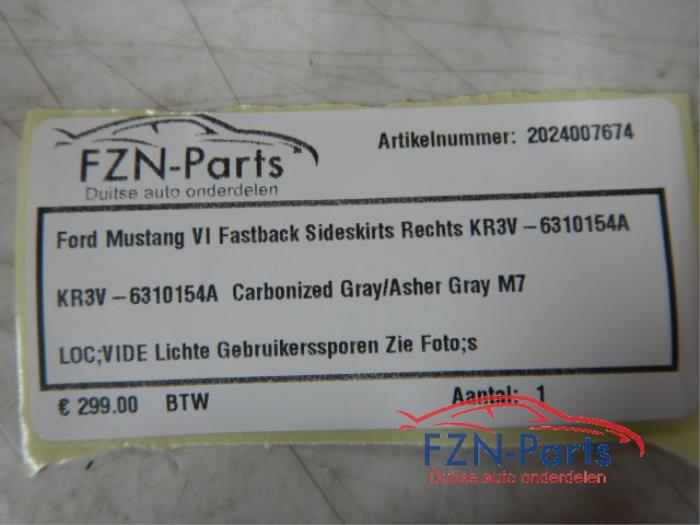 FZN-Parts
Duitse auto onderdelen
Artikelnummer: 2024007674
Ford Mustang VI Fastback Sideskirts Rechts KR3V-6310154A
KR3V-6310154A Carbonized Gray/Asher Gray M7
LOC;VIDE Lichte Gebruikerssporen Zie Foto;s
€ 299.00 BTW
Aantal: 1
FZN-Parts
Duitse auto onderdelen